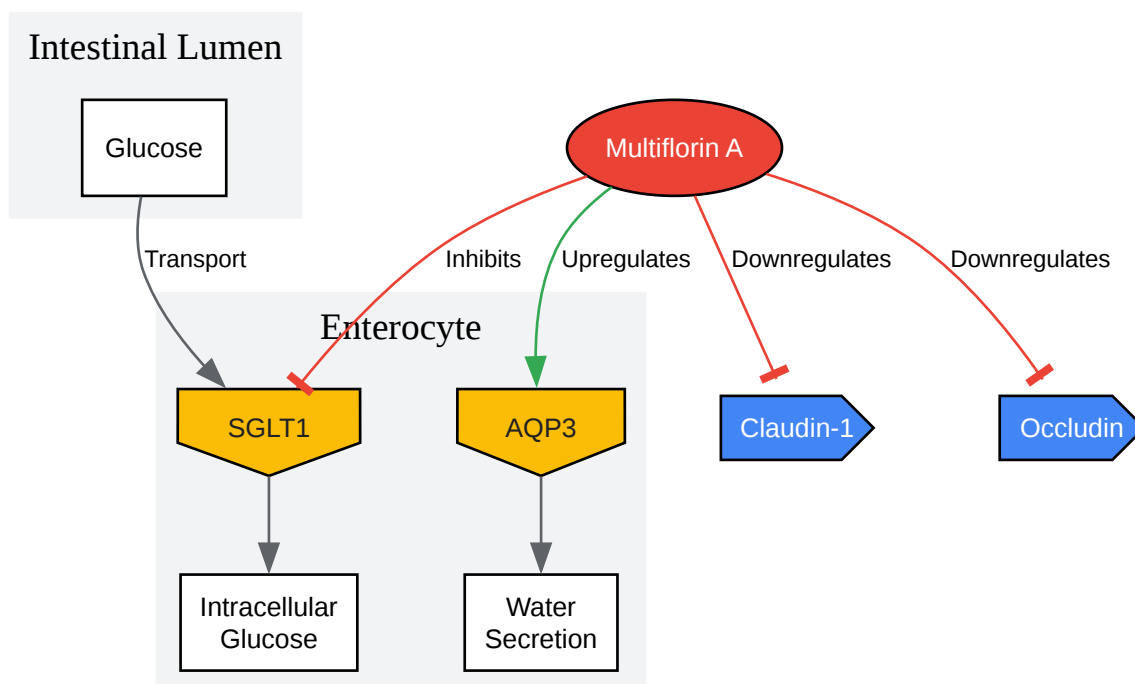 Intestinal Lumen
Glucose
Multiflorin A
Transport
Inhibits
Upregulates
Downregulates
Downregulates
Enterocyte
SGLT1
AQP3
Claudin-1
Occludin
Intracellular
Glucose
Water
Secretion